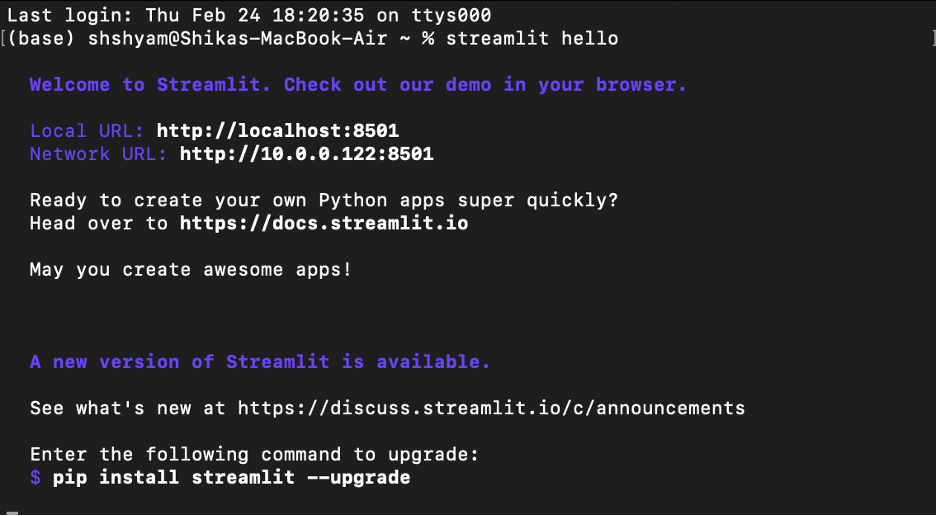 Last login: Thu Feb 24 18:20:35 on ttys000
[(base) shshyam@Shikas-MacBook-Air ~ % streamlit hello ]
Welcome to Streamlit. Check out our demo in your browser.
Local URL: http://localhost:8501
Network URL: http://10.0.0.122:8501
Ready to create your own Python apps super quickly?
Head over to https://docs.streamlit.io
May you create awesome apps!
A new version of Streamlit is available.
See what's new at https://discuss.streamlit.io/c/announcements
Enter the following command to upgrade:
$ pip install streamlit --upgrade